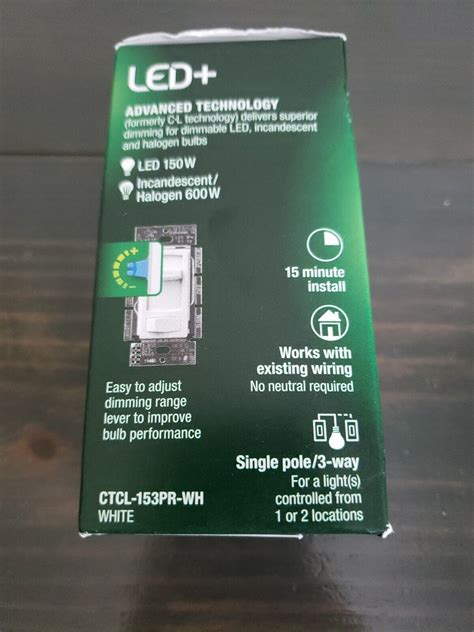 LED+
ADVANCED TECHNOLOGY
(formerly C•L technology) delivers superior
dimming for dimmable LED, incandescent
and halogen bulbs
LED 150W
Incandescent/
Halogen 600W
+
-
15 minute
install
Works with
existing wiring
No neutral required
Easy to adjust
dimming range
lever to improve
bulb performance
Single pole/3-way
For a light(s)
controlled from
1 or 2 locations
CTCL-153PR-WH
WHITE